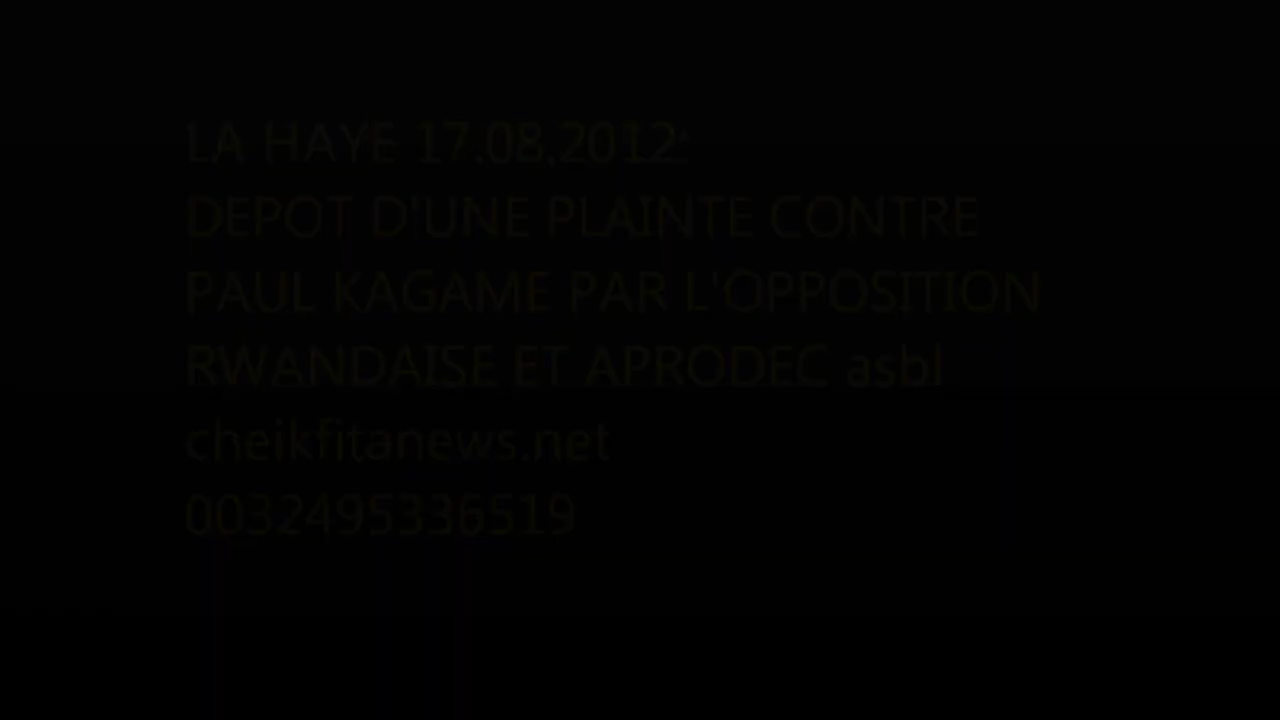 LA HAYE 17.08.2012:
DEPOT D'UNE PLAINTE CONTRE
PAUL KAGAME PAR L'OPPOSITION
RWANDAISE ET APRODEC asbl
cheikfitanews.net
0032495336519